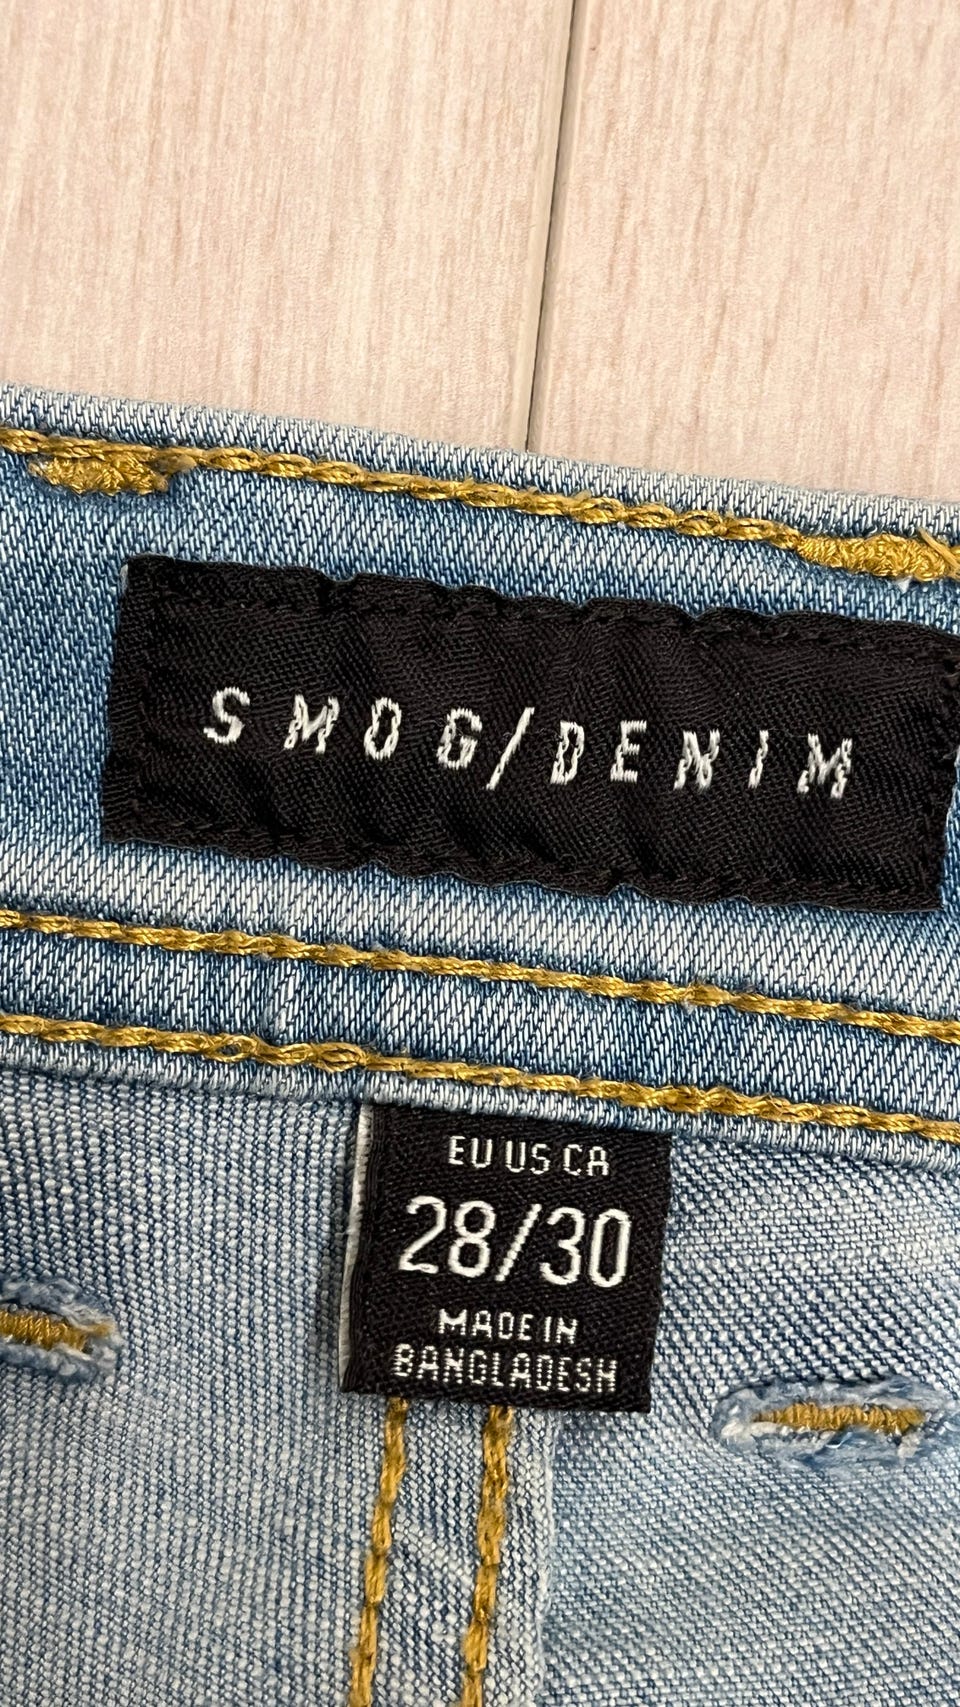 SMOG/DENIM
EU US CA
28/30
MADE IN
BANGLADESH